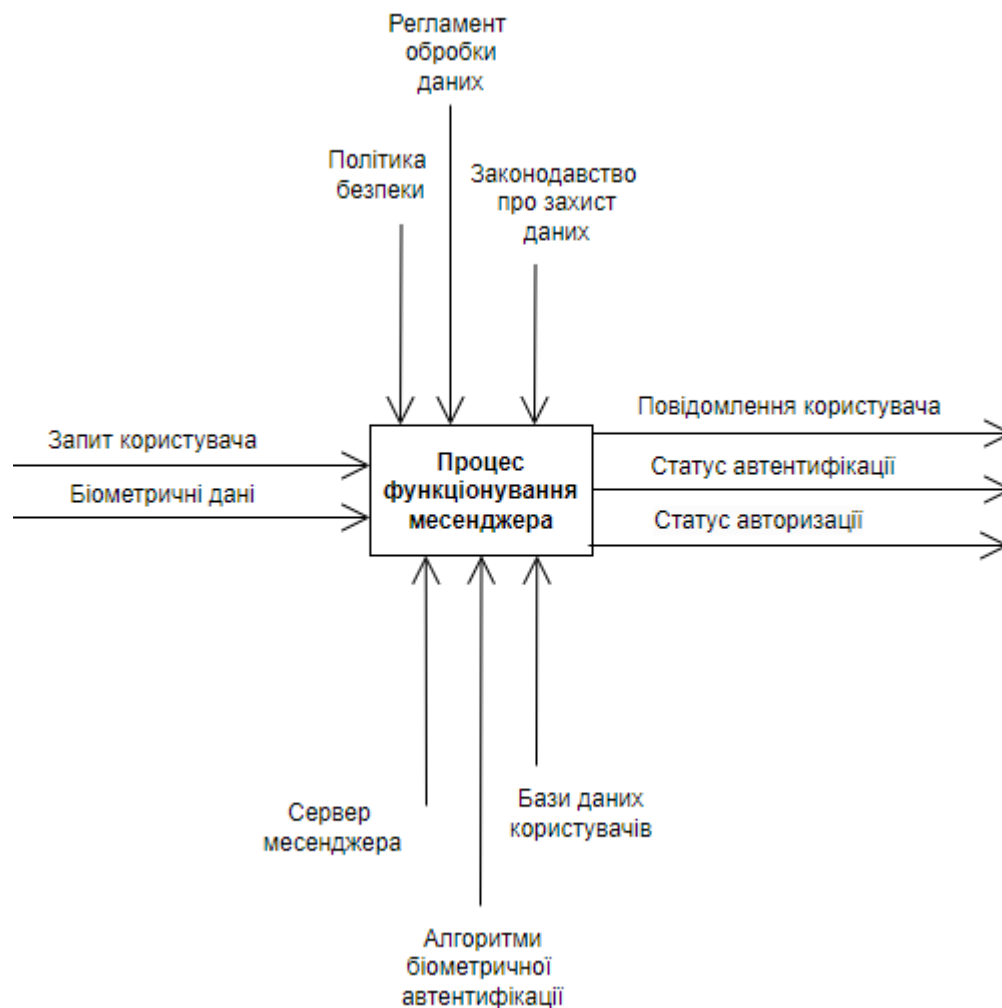 Регламент
обробки
даних
Політика
безпеки
Законодавство
про захист
даних
Запит користувача
Біометричні дані
Процес
функціонування
месенджера
Повідомлення користувача
Статус автентифікації
Статус авторизації
Сервер
месенджера
Бази даних
користувачів
Алгоритми
біометричної
автентифікації